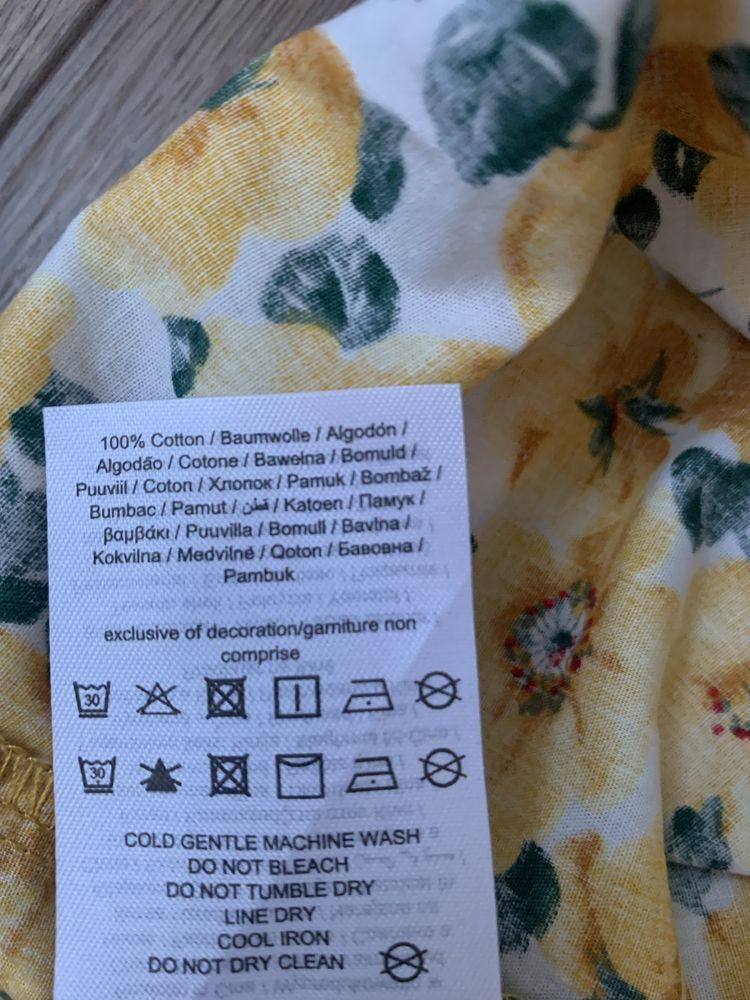 100% Cotton / Baumwolle / Algodón /
Algodão / Cotone / Bawełna / Bomuld /
Puuviil / Coton / Хлопок / Pamuk / Bombaž /
Bumbac / Pamut / قطن / Katoen / Памук /
βαμβάκι / Puuvilla / Bomull / Bavlna /
Kokvilna / Medvilnė / Qoton / Бавовна /
Pambuk
exclusive of decoration/garniture non
comprise
30
30
COLD GENTLE MACHINE WASH
DO NOT BLEACH
DO NOT TUMBLE DRY
LINE DRY
COOL IRON
DO NOT DRY CLEAN